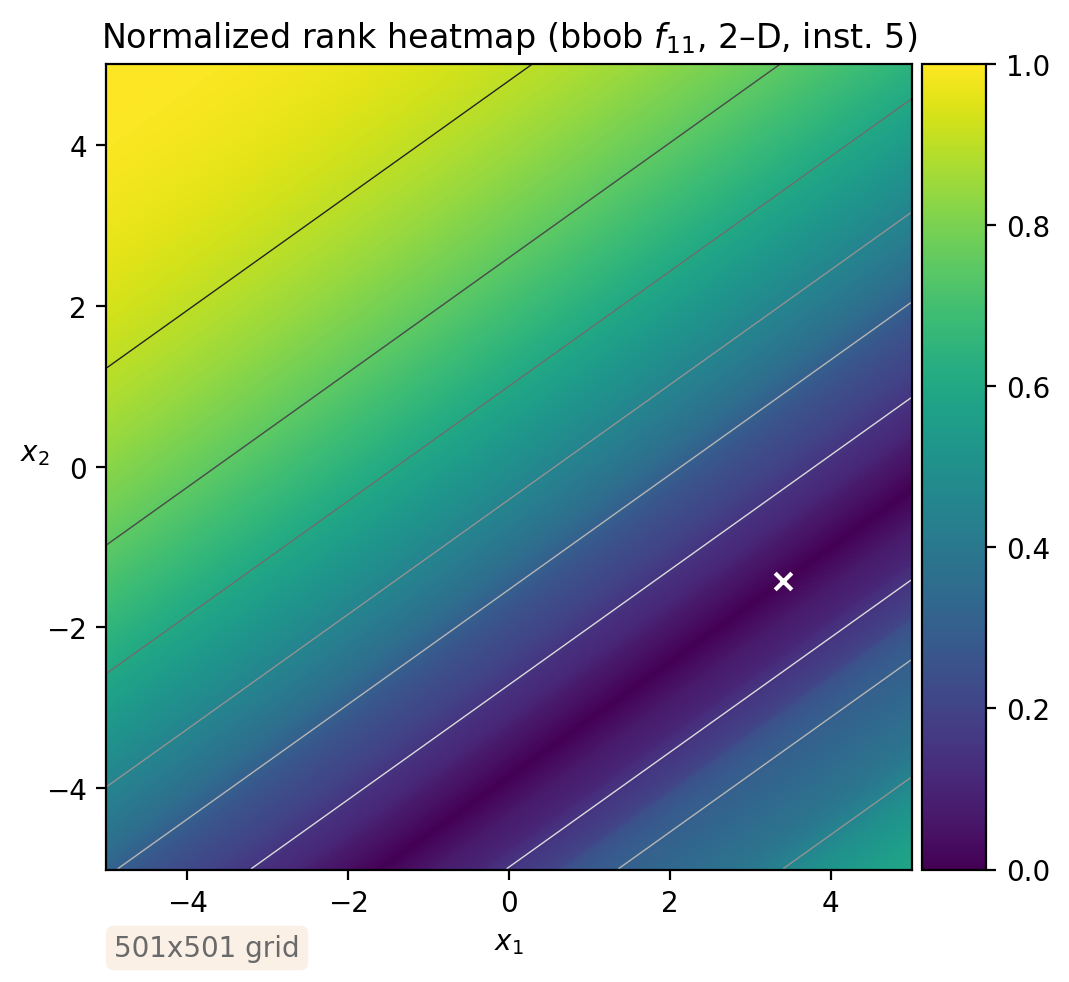 Normalized rank heatmap (bbob f₁₁, 2–D, inst. 5)
4
2
0
−2
−4
x₂
−4 −2 0 2 4
x₁
1.0
0.8
0.6
0.4
0.2
0.0
501x501 grid